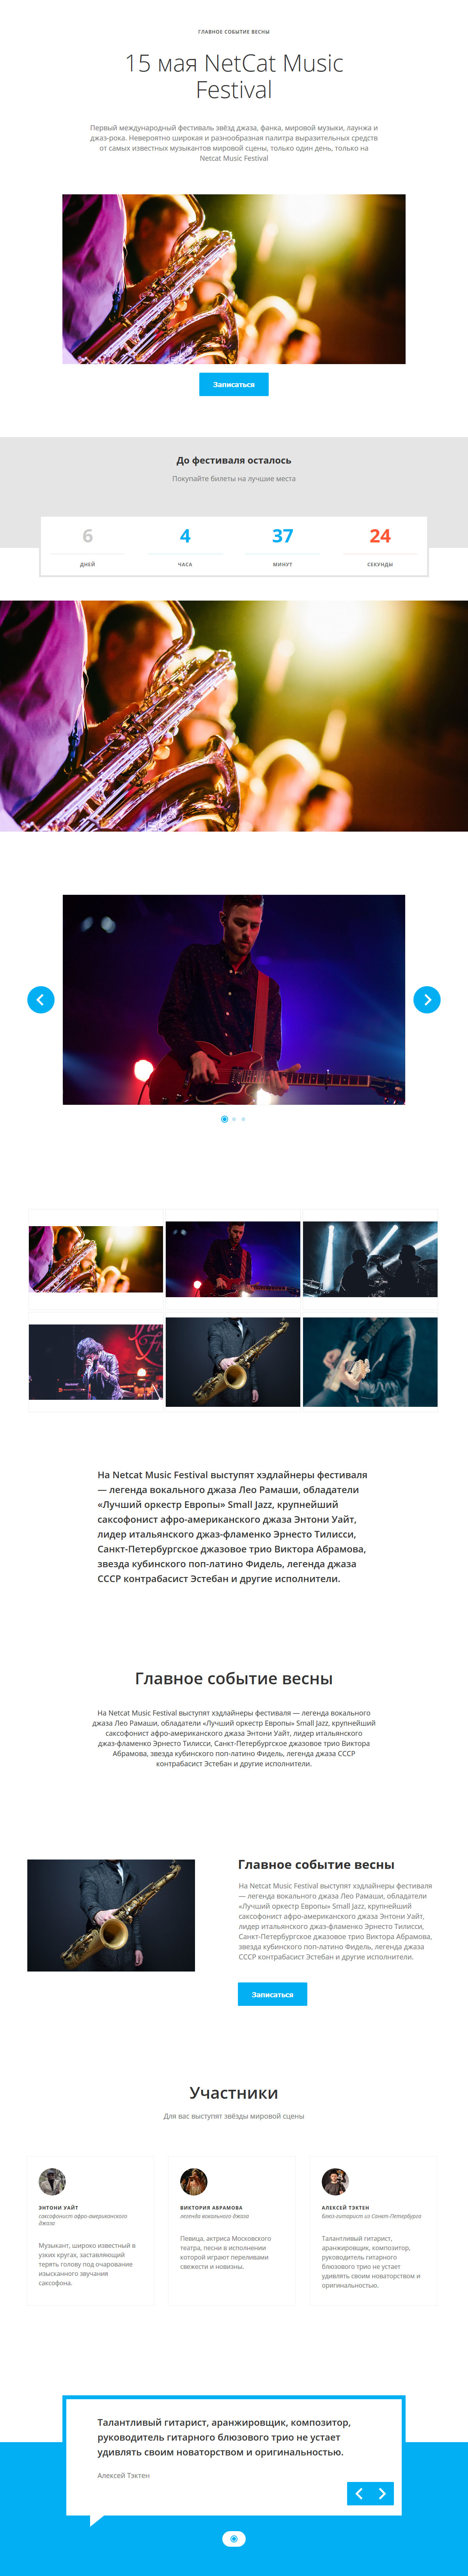 ГЛАВНОЕ СОБЫТИЕ ВЕСНЫ
15 мая NetCat Music
Festival
Первый международный фестиваль звёзд джаза, фанка, мировой музыки, лаунжа и
джаз-рока. Невероятно широкая и разнообразная палитра выразительных средств
от самых известных музыкантов мировой сцены, только один день, только на
Netcat Music Festival
Записаться
До фестиваля осталось
Покупайте билеты на лучшие места
6 4 37 24
ДНЕЙ ЧАСА МИНУТ СЕКУНДЫ
На Netcat Music Festival выступят хэдлайнеры фестиваля
— легенда вокального джаза Лео Рамаши, обладатели
«Лучший оркестр Европы» Small Jazz, крупнейший
саксофонист афро-американского джаза Энтони Уайт,
лидер итальянского джаз-фламенко Эрнесто Тилисси,
Санкт-Петербургское джазовое трио Виктора Абрамова,
звезда кубинского поп-латино Фидель, легенда джаза
СССР контрабасист Эстебан и другие исполнители.
Главное событие весны
На Netcat Music Festival выступят хэдлайнеры фестиваля — легенда вокального
джаза Лео Рамаши, обладатели «Лучший оркестр Европы» Small Jazz, крупнейший
саксофонист афро-американского джаза Энтони Уайт, лидер итальянского
джаз-фламенко Эрнесто Тилисси, Санкт-Петербургское джазовое трио Виктора
Абрамова, звезда кубинского поп-латино Фидель, легенда джаза СССР
контрабасист Эстебан и другие исполнители.
Главное событие весны
На Netcat Music Festival выступят хэдлайнеры фестиваля
— легенда вокального джаза Лео Рамаши, обладатели
«Лучший оркестр Европы» Small Jazz, крупнейший
саксофонист афро-американского джаза Энтони Уайт,
лидер итальянского джаз-фламенко Эрнесто Тилисси,
Санкт-Петербургское джазовое трио Виктора Абрамова,
звезда кубинского поп-латино Фидель, легенда джаза
СССР контрабасист Эстебан и другие исполнители.
Записаться
Участники
Для вас выступят звёзды мировой сцены
ЭНТОНИ УАЙТ
саксофонист афро-американского
джаза
Музыкант, широко известный в
узких кругах, заставляющий
терять голову под очарование
изысканного звучания
саксофона.
ВИКТОРИЯ АБРАМОВА
легенда вокального джаза
Певица, актриса Московского
театра, песни в исполнении
которой играют переливами
свежести и новизны.
АЛЕКСЕЙ ТЭКТЕН
Блюз-гитарист из Санкт-Петербурга
Талантливый гитарист,
аранжировщик, композитор,
руководитель гитарного
блюзового трио не устает
удивлять своим новаторством и
оригинальностью.
Талантливый гитарист, аранжировщик, композитор,
руководитель гитарного блюзового трио не устает
удивлять своим новаторством и оригинальностью.
Алексей Тэктен